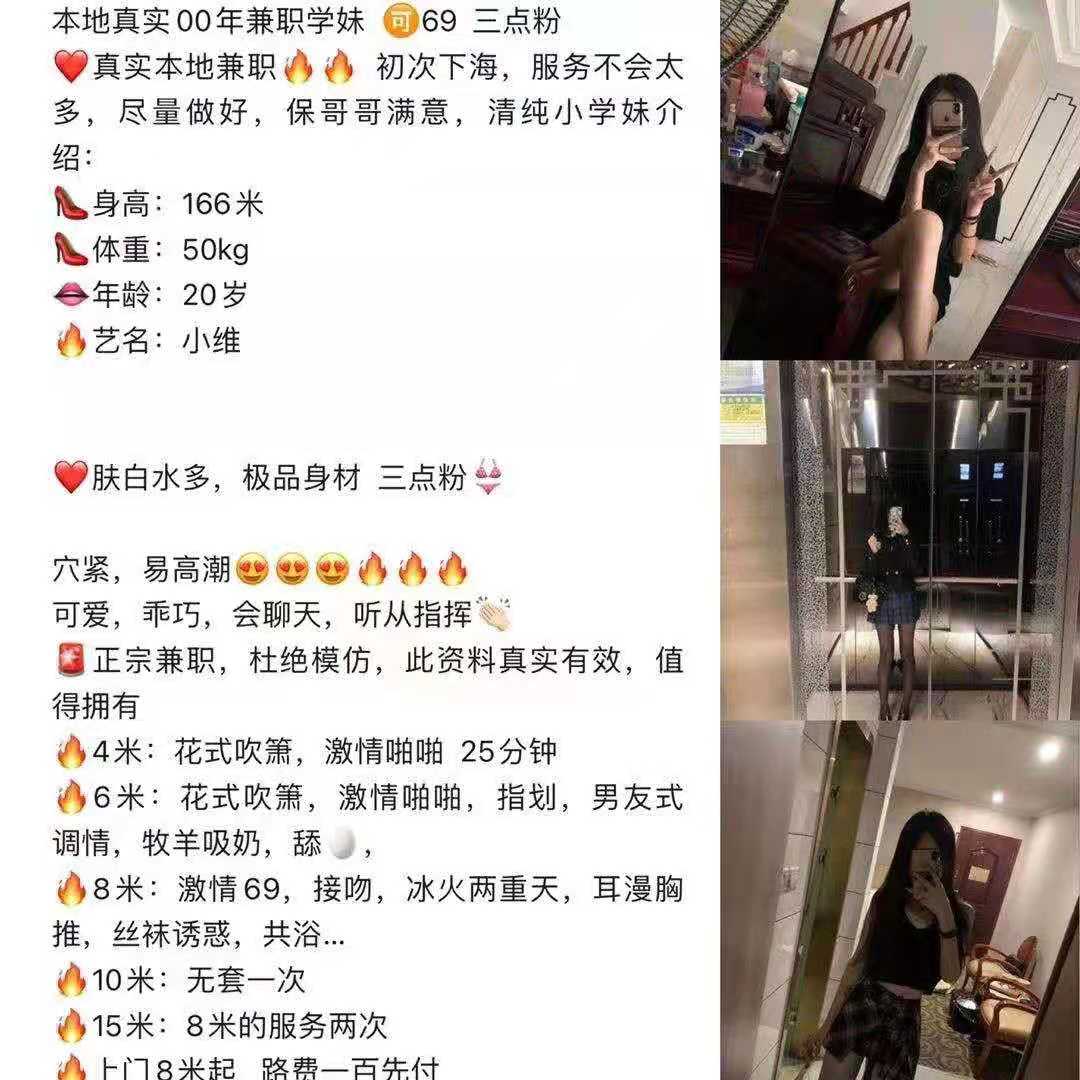 本地真实00年兼职学妹 🉑69 三点粉
❤️真实本地兼职🔥🔥 初次下海，服务不会太
多，尽量做好，保哥哥满意，清纯小学妹介
绍：
👠身高：166米
👠体重：50kg
👄年龄：20岁
🔥艺名：小维
❤️肤白水多，极品身材 三点粉👙
穴紧，易高潮😍😍😍🔥🔥🔥
可爱，乖巧，会聊天，听从指挥👏🏻
🚨正宗兼职，杜绝模仿，此资料真实有效，值
得拥有
🔥4米：花式吹箫，激情啪啪 25分钟
🔥6米：花式吹箫，激情啪啪，指划，男友式
调情，牧羊吸奶，舔🥚，
🔥8米：激情69，接吻，冰火两重天，耳漫胸
推，丝袜诱惑，共浴...
🔥10米：无套一次
🔥15米：8米的服务两次
🔥上门8米起 路费一百先付